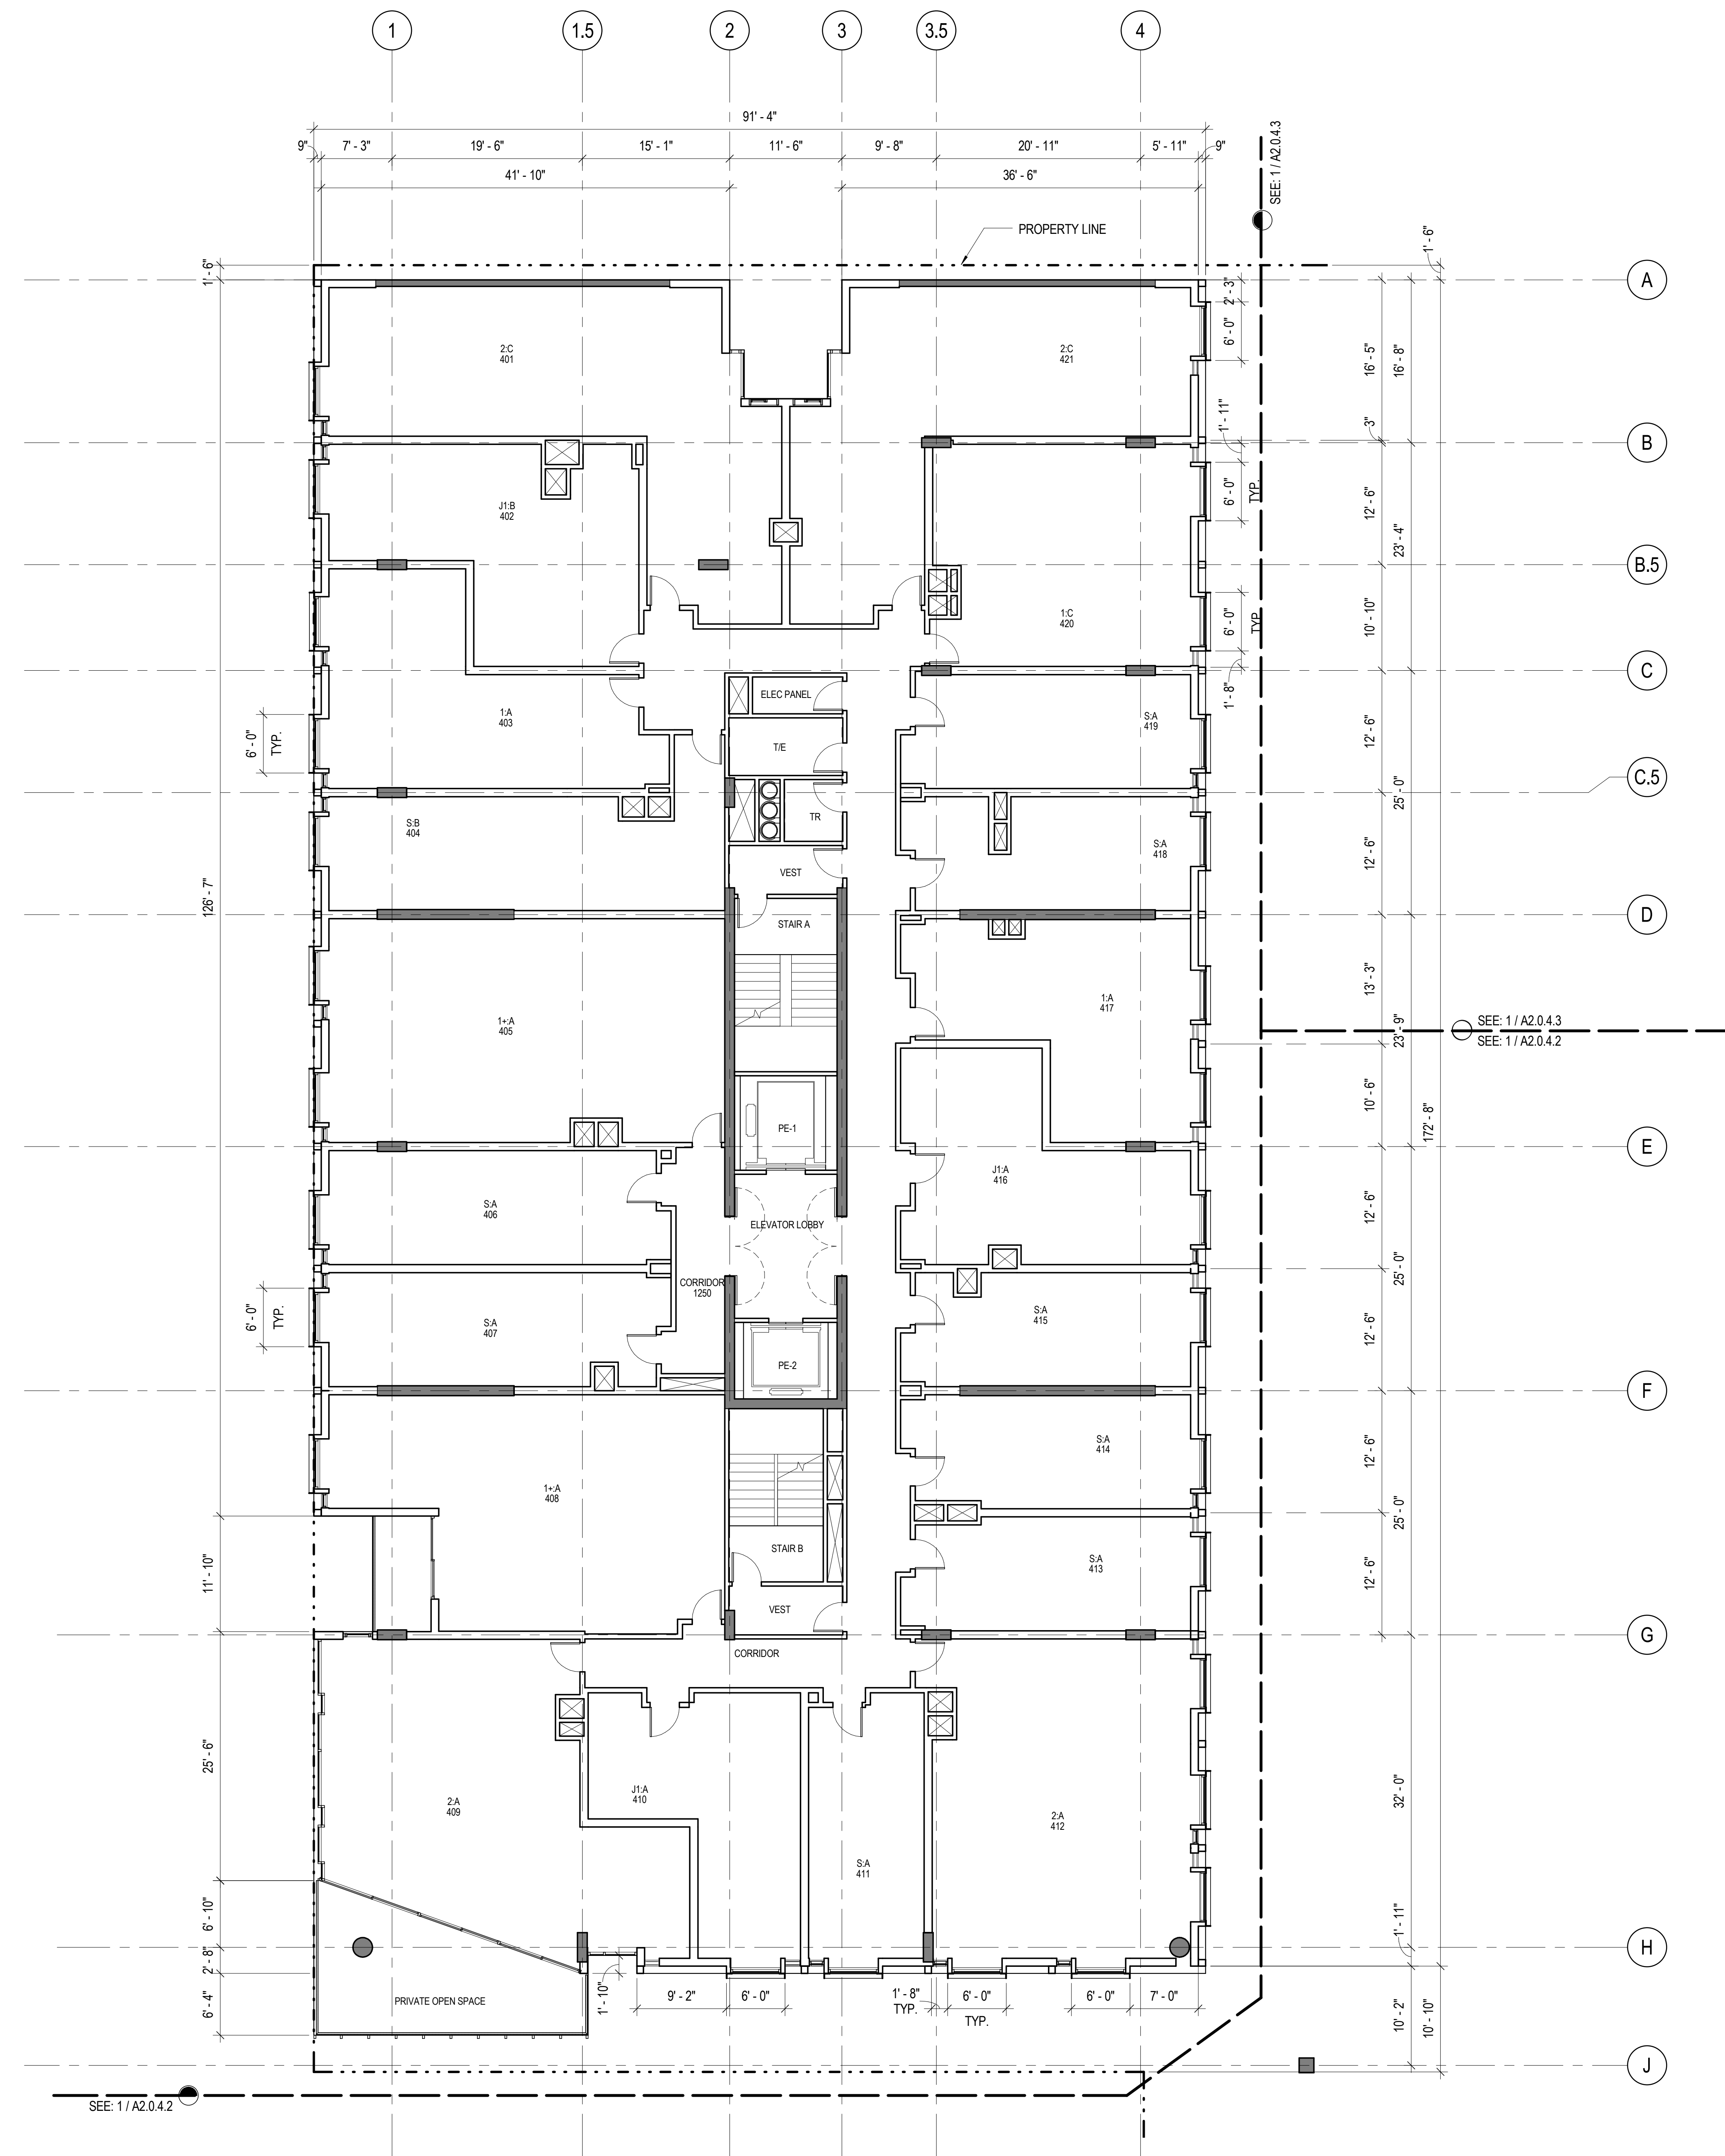 1
1.5
2
3
3.5
4
91' - 4"
9"
7' - 3"
19' - 6"
15' - 1"
11' - 6"
9' - 8"
20' - 11"
5' - 11"
9"
41' - 10"
36' - 6"
SEE: 1 / A2.0.4.3
PROPERTY LINE
1' - 6"
1' - 6"
A
2' - 3"
6' - 0"
2:C
401
2:C
421
16' - 5"
16' - 8"
1' - 11"
3"
B
J1:B
402
6' - 0"
TYP.
12' - 6"
23' - 4"
B.5
1:C
420
6' - 0"
TYP.
10' - 10"
C
1' - 8"
ELEC PANEL
1:A
403
S:A
419
6' - 0"
TYP.
T/E
12' - 6"
C.5
25' - 0"
TR
S:B
404
S:A
418
12' - 6"
VEST
126' - 7"
D
STAIR A
13' - 3"
1:A
417
1+:A
405
23' - 9"
SEE: 1 / A2.0.4.3
SEE: 1 / A2.0.4.2
10' - 6"
172' - 8"
PE-1
E
J1:A
416
S:A
406
12' - 6"
ELEVATOR LOBBY
25' - 0"
CORRIDOR
1250
6' - 0"
TYP.
S:A
407
S:A
415
12' - 6"
PE-2
F
S:A
414
12' - 6"
1+:A
408
25' - 0"
STAIR B
S:A
413
11' - 10"
12' - 6"
VEST
G
CORRIDOR
25' - 6"
J1:A
410
2:A
409
2:A
412
32' - 0"
S:A
411
6' - 10"
1' - 11"
H
2' - 8"
6' - 4"
PRIVATE OPEN SPACE
1' - 10"
9' - 2"
6' - 0"
1' - 8"
TYP.
6' - 0"
TYP.
6' - 0"
7' - 0"
10' - 2"
10' - 10"
J
SEE: 1 / A2.0.4.2